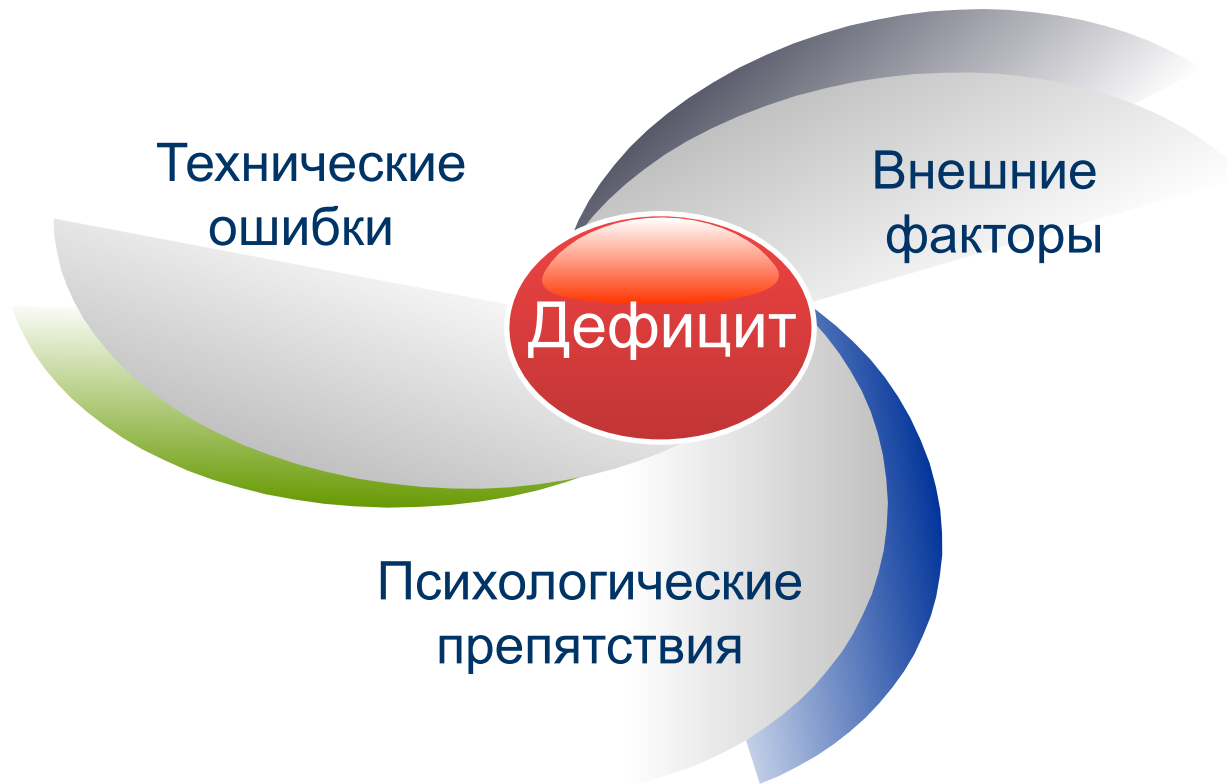 Технические
ошибки
Внешние
факторы
Дефицит
Психологические
препятствия